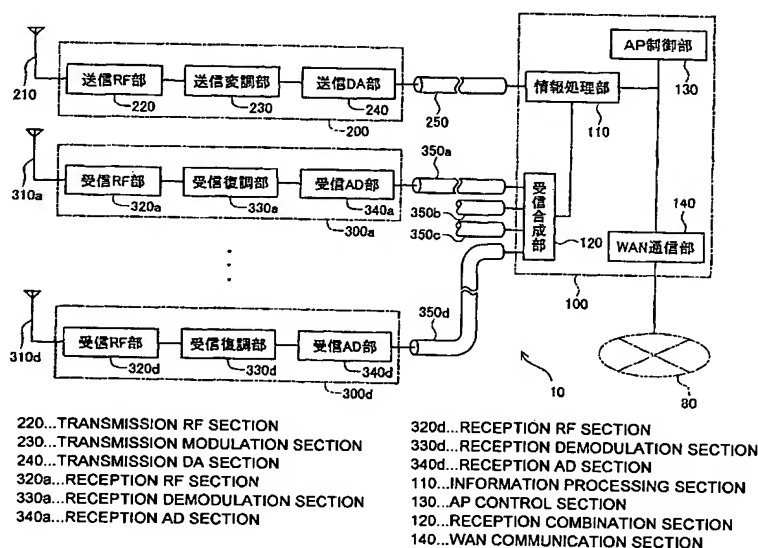 AP制御部
130
210
送信RF部
220
送信変調部
230
送信DA部
240
200
250
情報処理部
110
310a
受信RF部
320a
受信復調部
330a
受信AD部
340a
300a
350a
350b
350c
受信合成部
120
140
WAN通信部
100
310d
受信RF部
320d
受信復調部
330d
受信AD部
340d
300d
350d
10
80
220...TRANSMISSION RF SECTION
230...TRANSMISSION MODULATION SECTION
240...TRANSMISSION DA SECTION
320a...RECEPTION RF SECTION
330a...RECEPTION DEMODULATION SECTION
340a...RECEPTION AD SECTION
320d...RECEPTION RF SECTION
330d...RECEPTION DEMODULATION SECTION
340d...RECEPTION AD SECTION
110...INFORMATION PROCESSING SECTION
130...AP CONTROL SECTION
120...RECEPTION COMBINATION SECTION
140...WAN COMMUNICATION SECTION